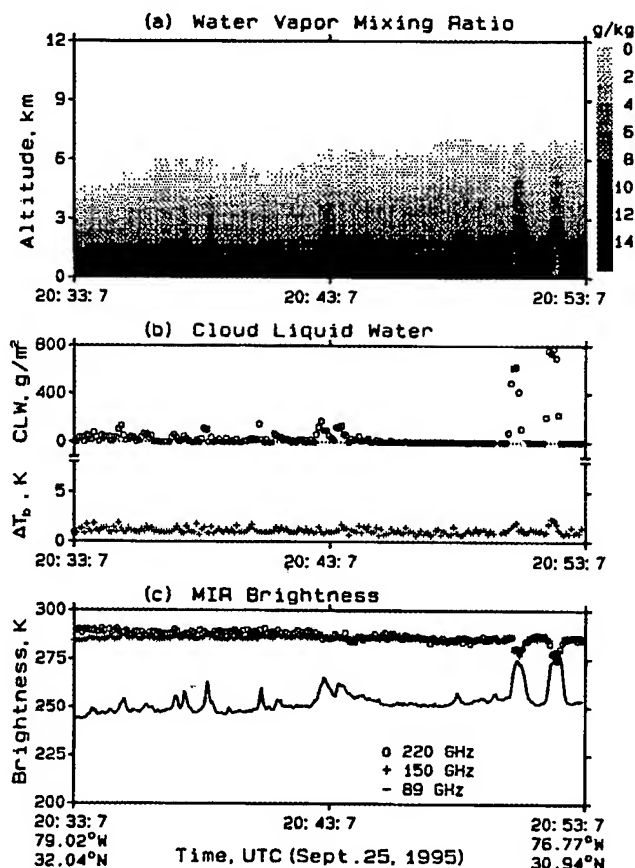 (a) Water Vapor Mixing Ratio
g/kg
12
9
6
3
0
Altitude, km
0
2
4
6
8
10
12
14
20: 33: 7 20: 43: 7 20: 53: 7
(b) Cloud Liquid Water
800
400
0
CLW, g/m²
5
0
ΔT_b, K
20: 33: 7 20: 43: 7 20: 53: 7
(c) MIR Brightness
300
275
250
225
200
Brightness, K
o 220 GHz
+ 150 GHz
- 89 GHz
20: 33: 7 20: 43: 7 20: 53: 7
79.02°W 76.77°W
32.04°N Time, UTC (Sept.25, 1995) 30.94°N